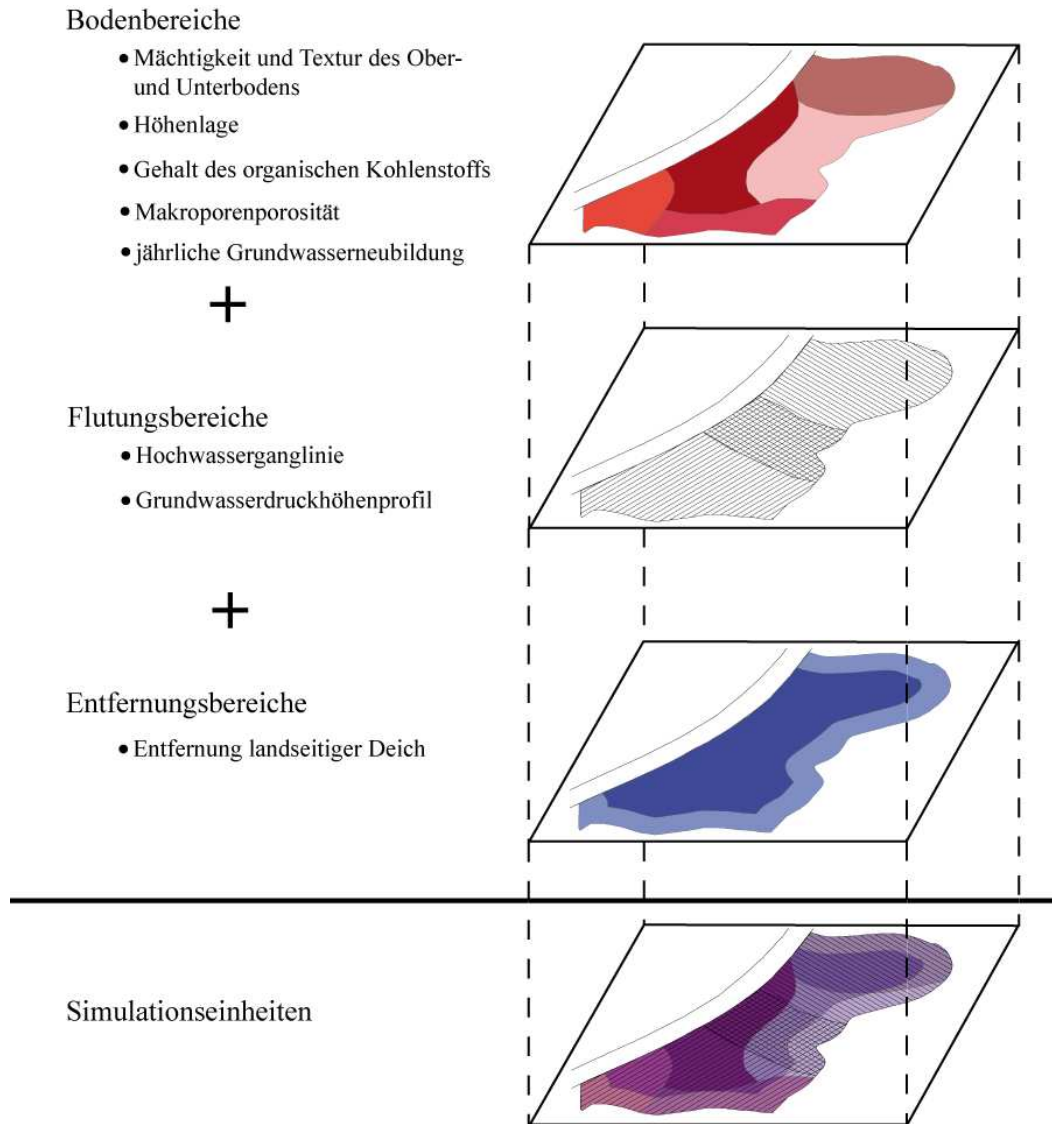 Bodenbereiche
• Mächtigkeit und Textur des Ober-
und Unterbodens
• Höhenlage
• Gehalt des organischen Kohlenstoffs
• Makroporenporosität
• jährliche Grundwasserneubildung
+
Flutungsbereiche
• Hochwasserganglinie
• Grundwasserdruckhöhenprofil
+
Entfernungsbereiche
• Entfernung landseitiger Deich
Simulationseinheiten